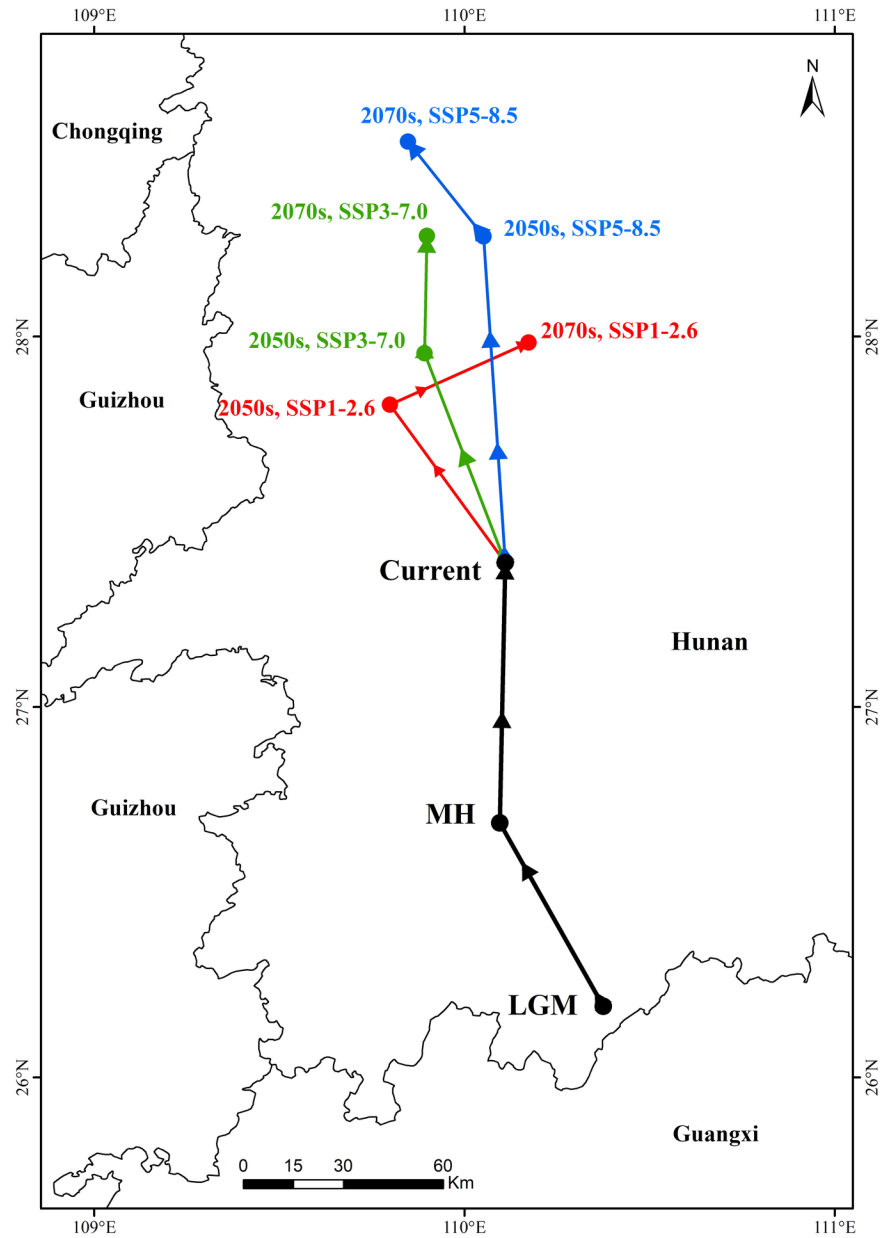 109°E 110°E 111°E
N
Chongqing
2070s, SSP5-8.5
2070s, SSP3-7.0
2050s, SSP5-8.5
28°N 28°N
2070s, SSP1-2.6
2050s, SSP3-7.0
Guizhou
2050s, SSP1-2.6
Current
Hunan
27°N 27°N
Guizhou
MH
LGM
26°N 26°N
Guangxi
0 15 30 60
Km
109°E 110°E 111°E